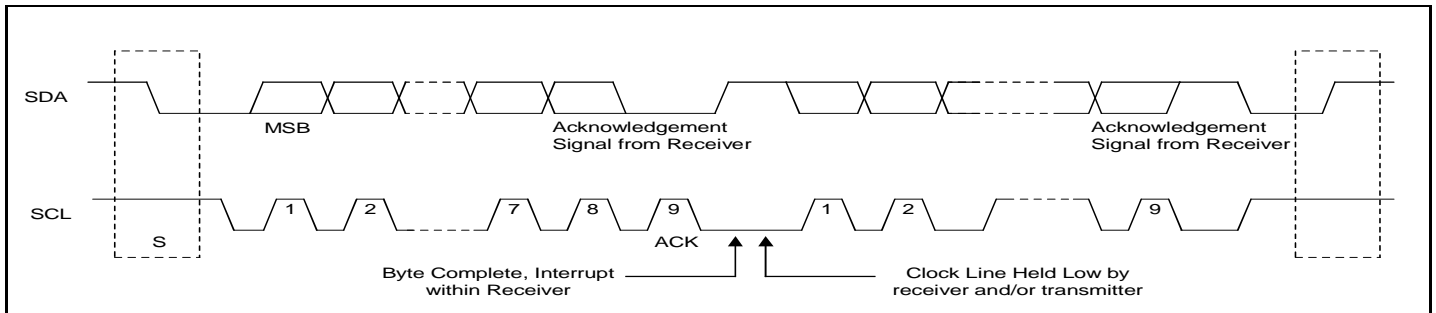 SDA
MSB
Acknowledgement
Signal from Receiver
Acknowledgement
Signal from Receiver
SCL
1
2
7
8
9
1
2
9
S
ACK
Byte Complete, Interrupt
within Receiver
Clock Line Held Low by
receiver and/or transmitter